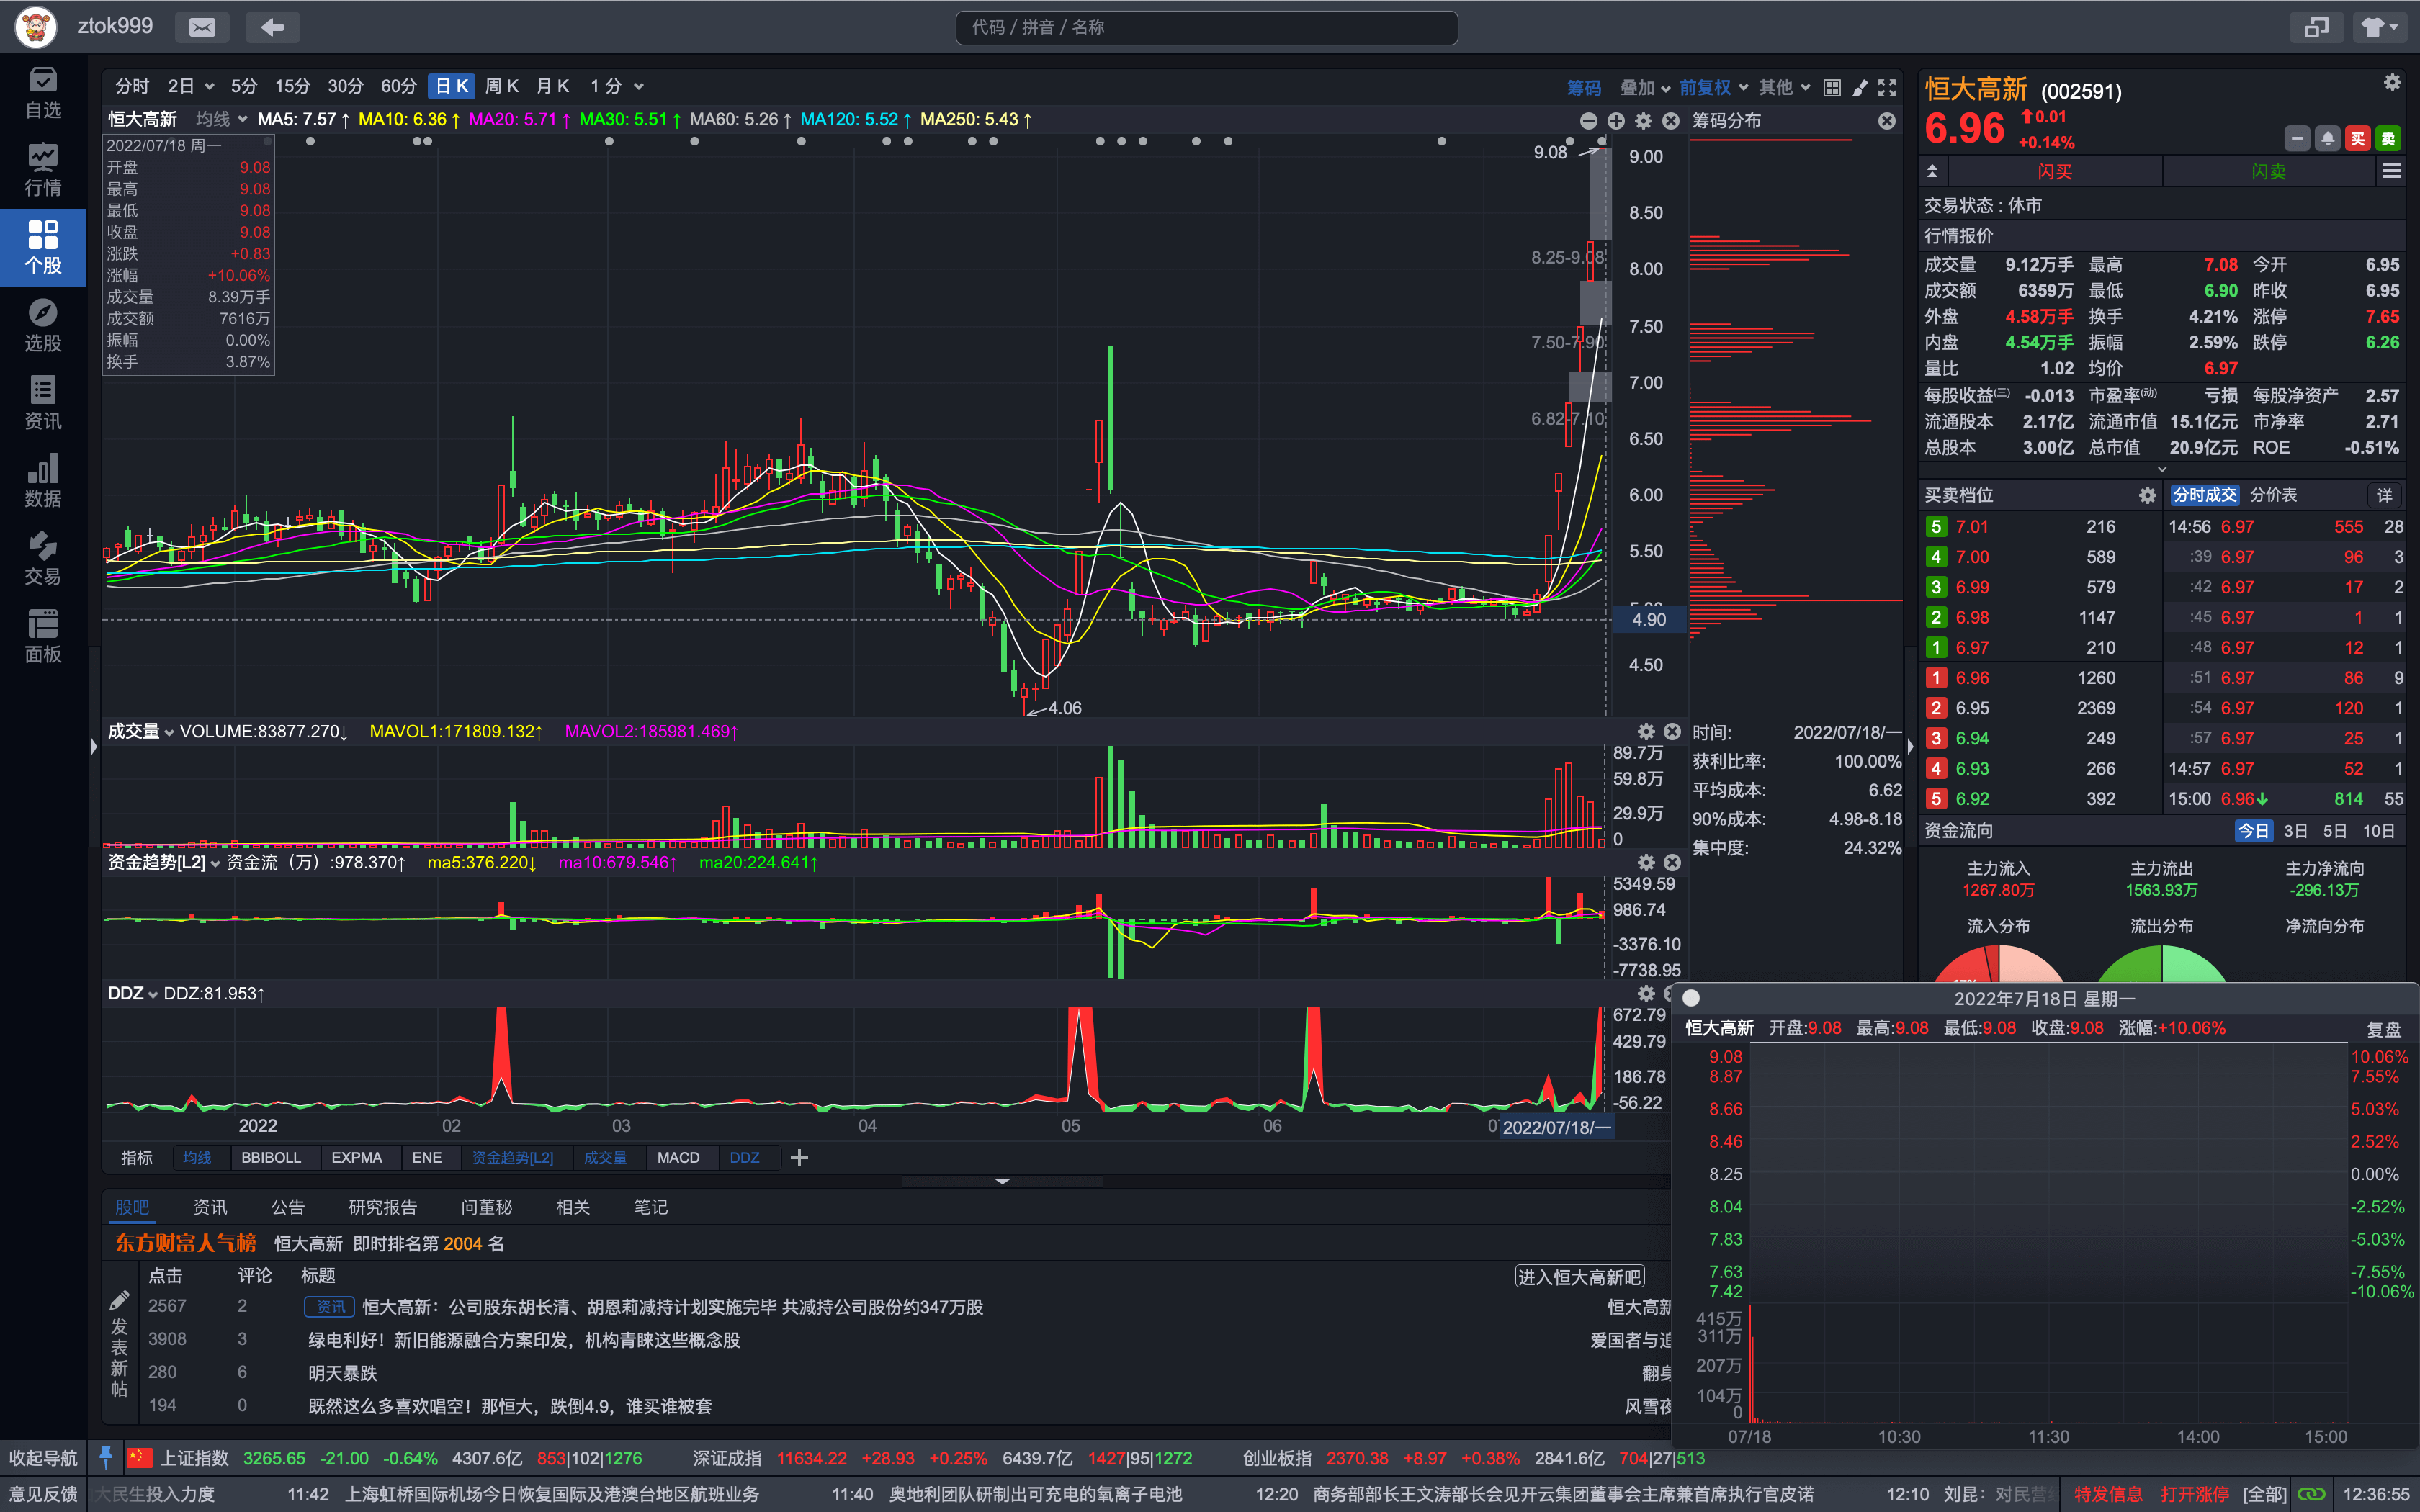 ztok999
代码 / 拼音 / 名称
自选
行情
个股
选股
资讯
数据
交易
面板
分时 2日 5分 15分 30分 60分 日K 周K 月K 1分 筹码 叠加 前复权 其他
恒大高新 均线 MA5: 7.57↑ MA10: 6.36↑ MA20: 5.71↑ MA30: 5.51↑ MA60: 5.26↑ MA120: 5.52↑ MA250: 5.43↑
筹码分布
2022/07/18 周一
开盘 9.08
最高 9.08
最低 9.08
收盘 9.08
涨跌 +0.83
涨幅 +10.06%
成交量 8.39万手
成交额 7616万
振幅 0.00%
换手 3.87%
9.08
8.25-9.08
7.50-7.90
6.82-7.10
4.06
9.00
8.50
8.00
7.50
7.00
6.50
6.00
5.50
4.90
4.50
成交量 VOLUME:83877.270↓ MAVOL1:171809.132↑ MAVOL2:185981.469↑
89.7万
59.8万
29.9万
0
时间: 2022/07/18/一
获利比率: 100.00%
平均成本: 6.62
90%成本: 4.98-8.18
集中度: 24.32%
资金趋势[L2] 资金流（万）:978.370↑ ma5:376.220↓ ma10:679.546↑ ma20:224.641↑
5349.59
986.74
-3376.10
-7738.95
DDZ DDZ:81.953↑
672.79
429.79
186.78
-56.22
2022 02 03 04 05 06 2022/07/18/一
指标 均线 BBIBOLL EXPMA ENE 资金趋势[L2] 成交量 MACD DDZ
恒大高新 (002591)
6.96 0.01
+0.14%
买 卖
闪买 闪卖
交易状态 : 休市
行情报价
成交量 9.12万手 最高 7.08 今开 6.95
成交额 6359万 最低 6.90 昨收 6.95
外盘 4.58万手 换手 4.21% 涨停 7.65
内盘 4.54万手 振幅 2.59% 跌停 6.26
量比 1.02 均价 6.97
每股收益(三) -0.013 市盈率(动) 亏损 每股净资产 2.57
流通股本 2.17亿 流通市值 15.1亿元 市净率 2.71
总股本 3.00亿 总市值 20.9亿元 ROE -0.51%
买卖档位 分时成交 分价表 详
5 7.01 216 14:56 6.97 555 28
4 7.00 589 :39 6.97 96 3
3 6.99 579 :42 6.97 17 2
2 6.98 1147 :45 6.97 1 1
1 6.97 210 :48 6.97 12 1
1 6.96 1260 :51 6.97 86 9
2 6.95 2369 :54 6.97 120 1
3 6.94 249 :57 6.97 25 1
4 6.93 266 14:57 6.97 52 1
5 6.92 392 15:00 6.96↓ 814 55
资金流向 今日 3日 5日 10日
主力流入 主力流出 主力净流向
1267.80万 1563.93万 -296.13万
流入分布 流出分布 净流向分布
2022年7月18日 星期一
恒大高新 开盘:9.08 最高:9.08 最低:9.08 收盘:9.08 涨幅:+10.06% 复盘
9.08 10.06%
8.87 7.55%
8.66 5.03%
8.46 2.52%
8.25 0.00%
8.04 -2.52%
7.83 -5.03%
7.63 -7.55%
7.42 -10.06%
415万
311万
207万
104万
0
07/18 10:30 11:30 14:00 15:00
股吧 资讯 公告 研究报告 问董秘 相关 笔记
东方财富人气榜 恒大高新 即时排名第 2004 名
点击 评论 标题 进入恒大高新吧
发表新帖
2567 2 资讯 恒大高新：公司股东胡长清、胡恩莉减持计划实施完毕 共减持公司股份约347万股 恒大高新
3908 3 绿电利好！新旧能源融合方案印发，机构青睐这些概念股 爱国者与追
280 6 明天暴跌 翻身
194 0 既然这么多喜欢唱空！那恒大，跌倒4.9，谁买谁被套 风雪夜
收起导航 上证指数 3265.65 -21.00 -0.64% 4307.6亿 853|102|1276 深证成指 11634.22 +28.93 +0.25% 6439.7亿 1427|95|1272 创业板指 2370.38 +8.97 +0.38% 2841.6亿 704|27|513
意见反馈 大民生投入力度 11:42 上海虹桥国际机场今日恢复国际及港澳台地区航班业务 11:40 奥地利团队研制出可充电的氧离子电池 12:20 商务部部长王文涛部长会见开云集团董事会主席兼首席执行官皮诺 12:10 刘昆：对民营 特发信息 打开涨停 [全部] 12:36:55